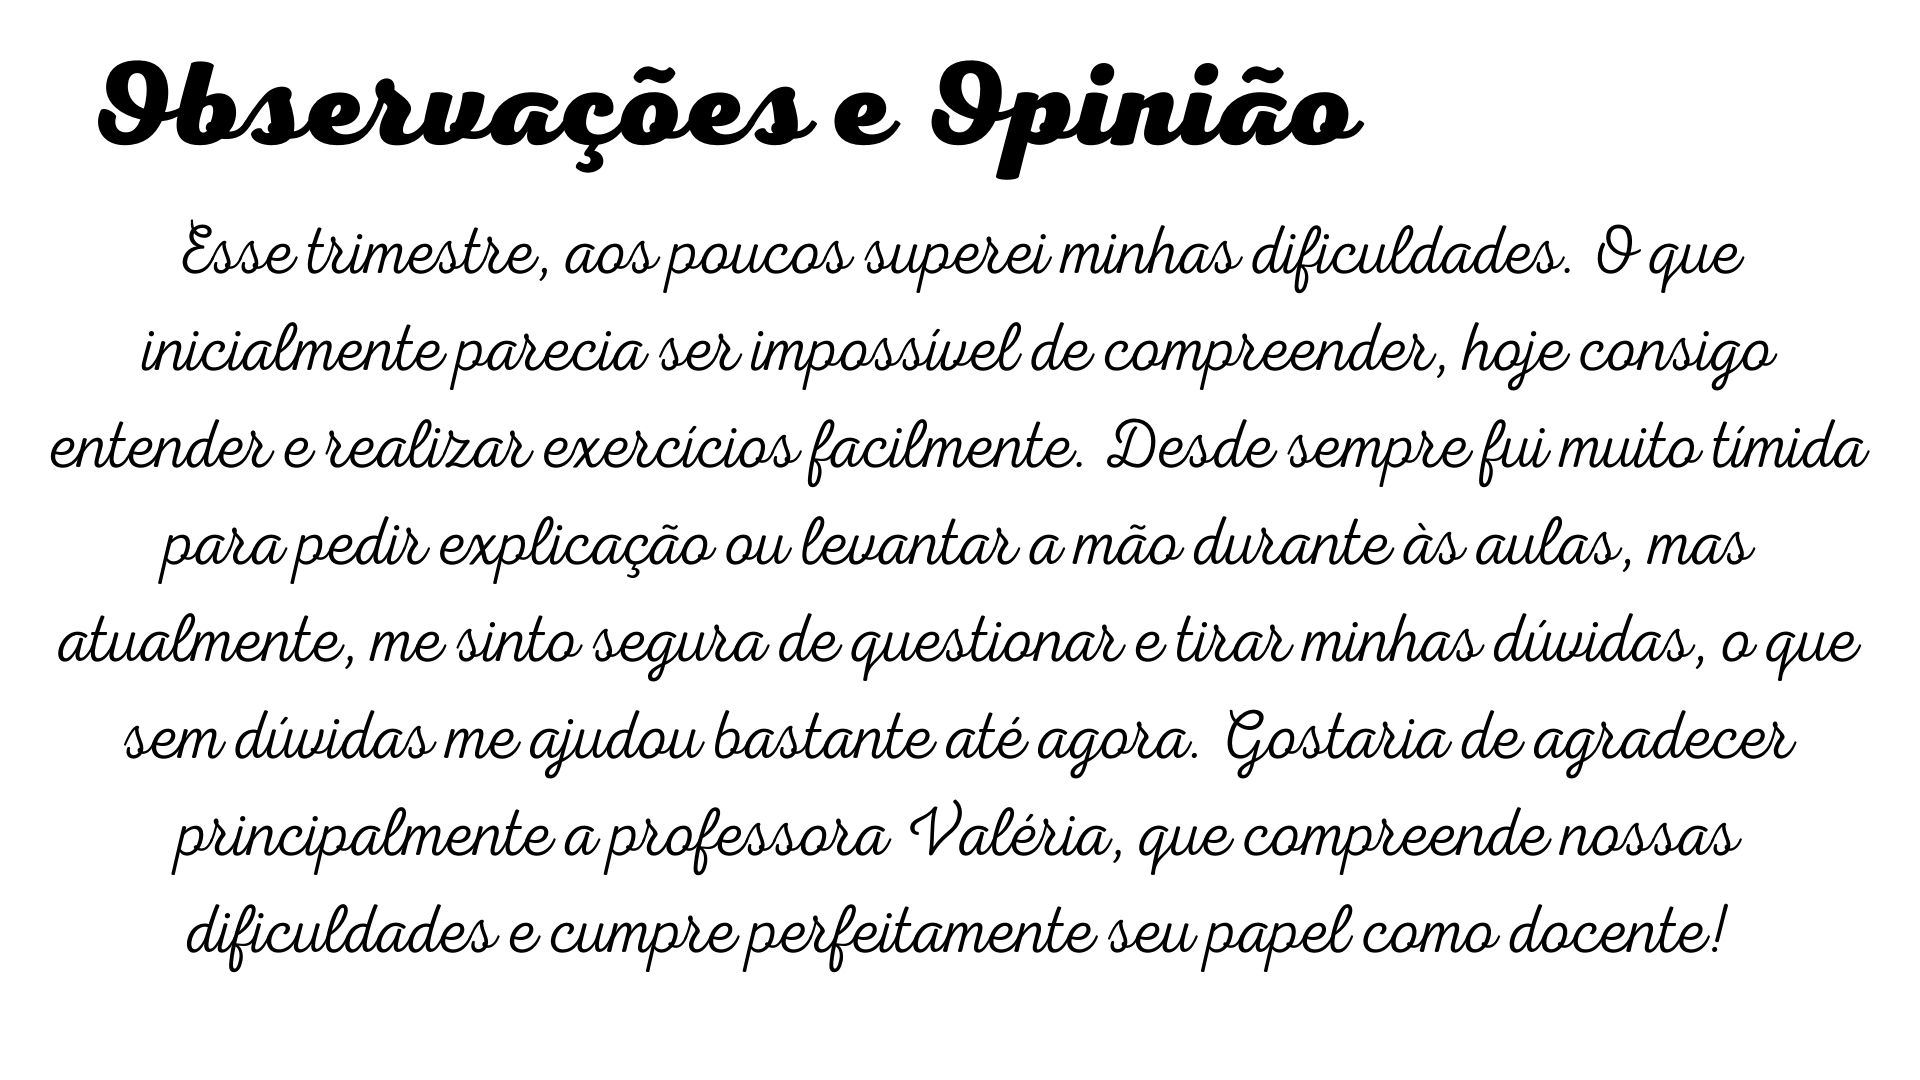 Observações e Opinião
Esse trimestre, aos poucos superei minhas dificuldades. O que
inicialmente parecia ser impossível de compreender, hoje consigo
entender e realizar exercícios facilmente. Desde sempre fui muito tímida
para pedir explicação ou levantar a mão durante às aulas, mas
atualmente, me sinto segura de questionar e tirar minhas dúvidas, o que
sem dúvidas me ajudou bastante até agora. Gostaria de agradecer
principalmente a professora Valéria, que compreende nossas
dificuldades e cumpre perfeitamente seu papel como docente!